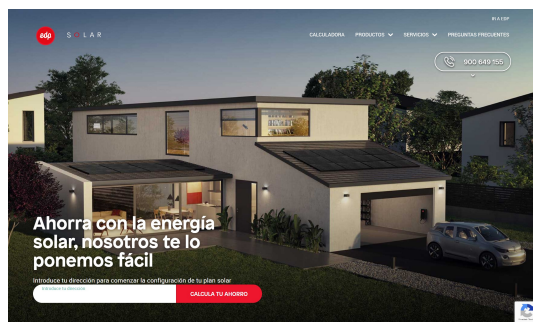 IR A EDP
edp
SOLAR
CALCULADORA PRODUCTOS SERVICIOS PREGUNTAS FRECUENTES
900 649 155
Ahorra con la energía
solar, nosotros te lo
ponemos fácil
Introduce tu dirección para comenzar la configuración de tu plan solar
Introduce tu dirección
CALCULA TU AHORRO